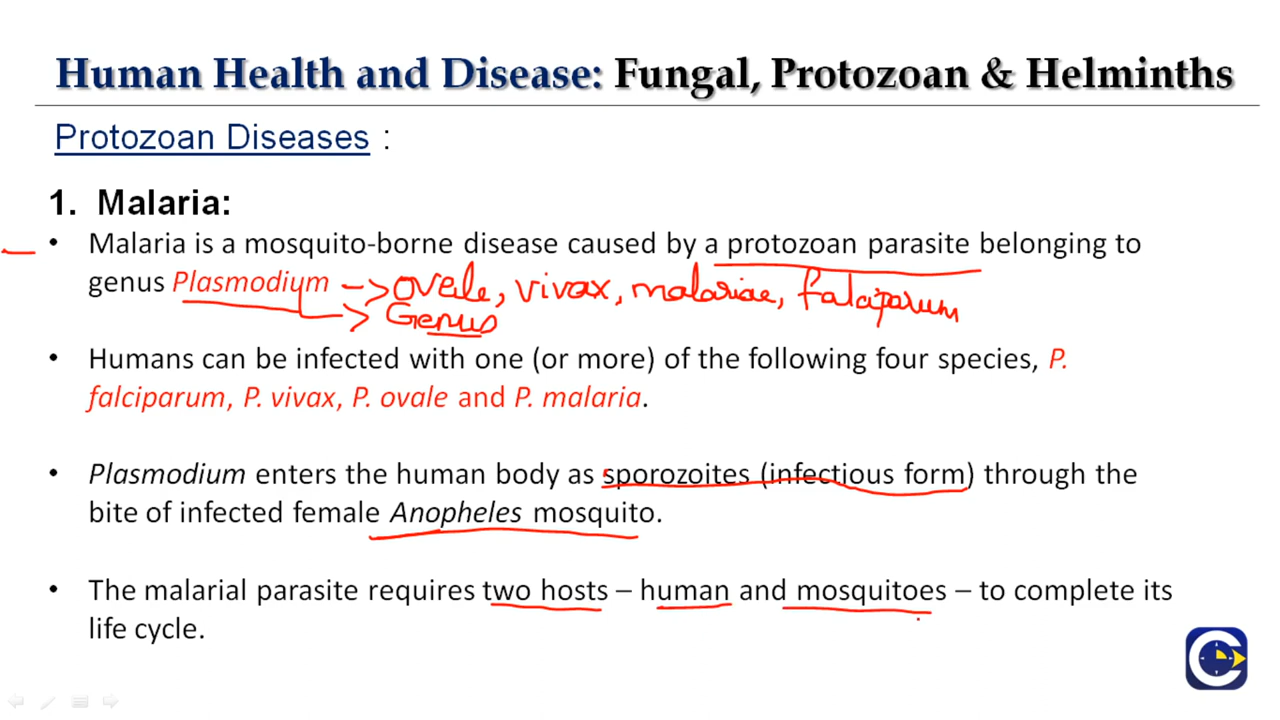 Human Health and Disease: Fungal, Protozoan & Helminths
Protozoan Diseases :
1. Malaria:
• Malaria is a mosquito-borne disease caused by a protozoan parasite belonging to
genus Plasmodium -> ovale, vivax, malariae, falciparum
> Genus
• Humans can be infected with one (or more) of the following four species, P.
falciparum, P. vivax, P. ovale and P. malaria.
• Plasmodium enters the human body as sporozoites (infectious form) through the
bite of infected female Anopheles mosquito.
• The malarial parasite requires two hosts – human and mosquitoes – to complete its
life cycle.